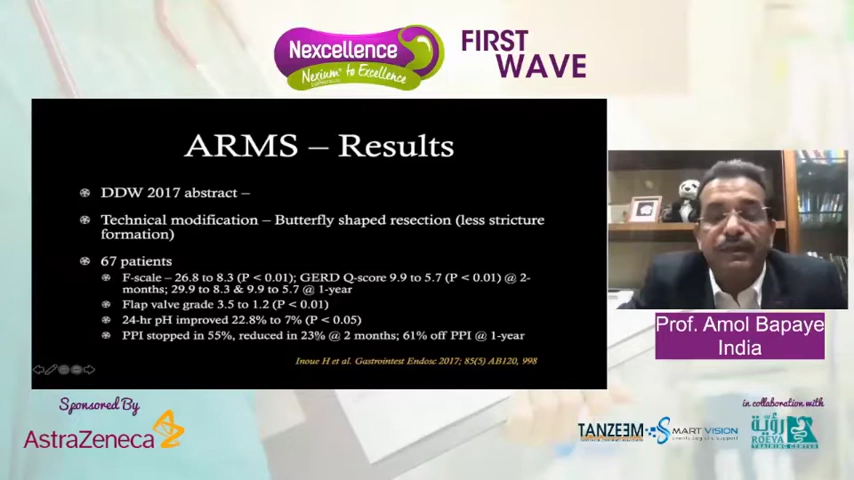 Nexcellence
Nexium to Excellence
FIRST
WAVE
ARMS – Results
DDW 2017 abstract –
Technical modification – Butterfly shaped resection (less stricture
formation)
67 patients
F-scale – 26.8 to 8.3 (P < 0.01); GERD Q-score 9.9 to 5.7 (P < 0.01) @ 2-
months; 29.9 to 8.3 & 9.9 to 5.7 @ 1-year
Flap valve grade 3.5 to 1.2 (P < 0.01)
24-hr pH improved 22.8% to 7% (P < 0.05)
PPI stopped in 55%, reduced in 23% @ 2 months; 61% off PPI @ 1-year
Inoue H et al. Gastrointest Endosc 2017; 85(5) AB120, 998
Prof. Amol Bapaye
India
Sponsored By
AstraZeneca
in collaboration with
TANZEEM
SMART VISION
رؤية
ROEYA
TRAINING CENTER